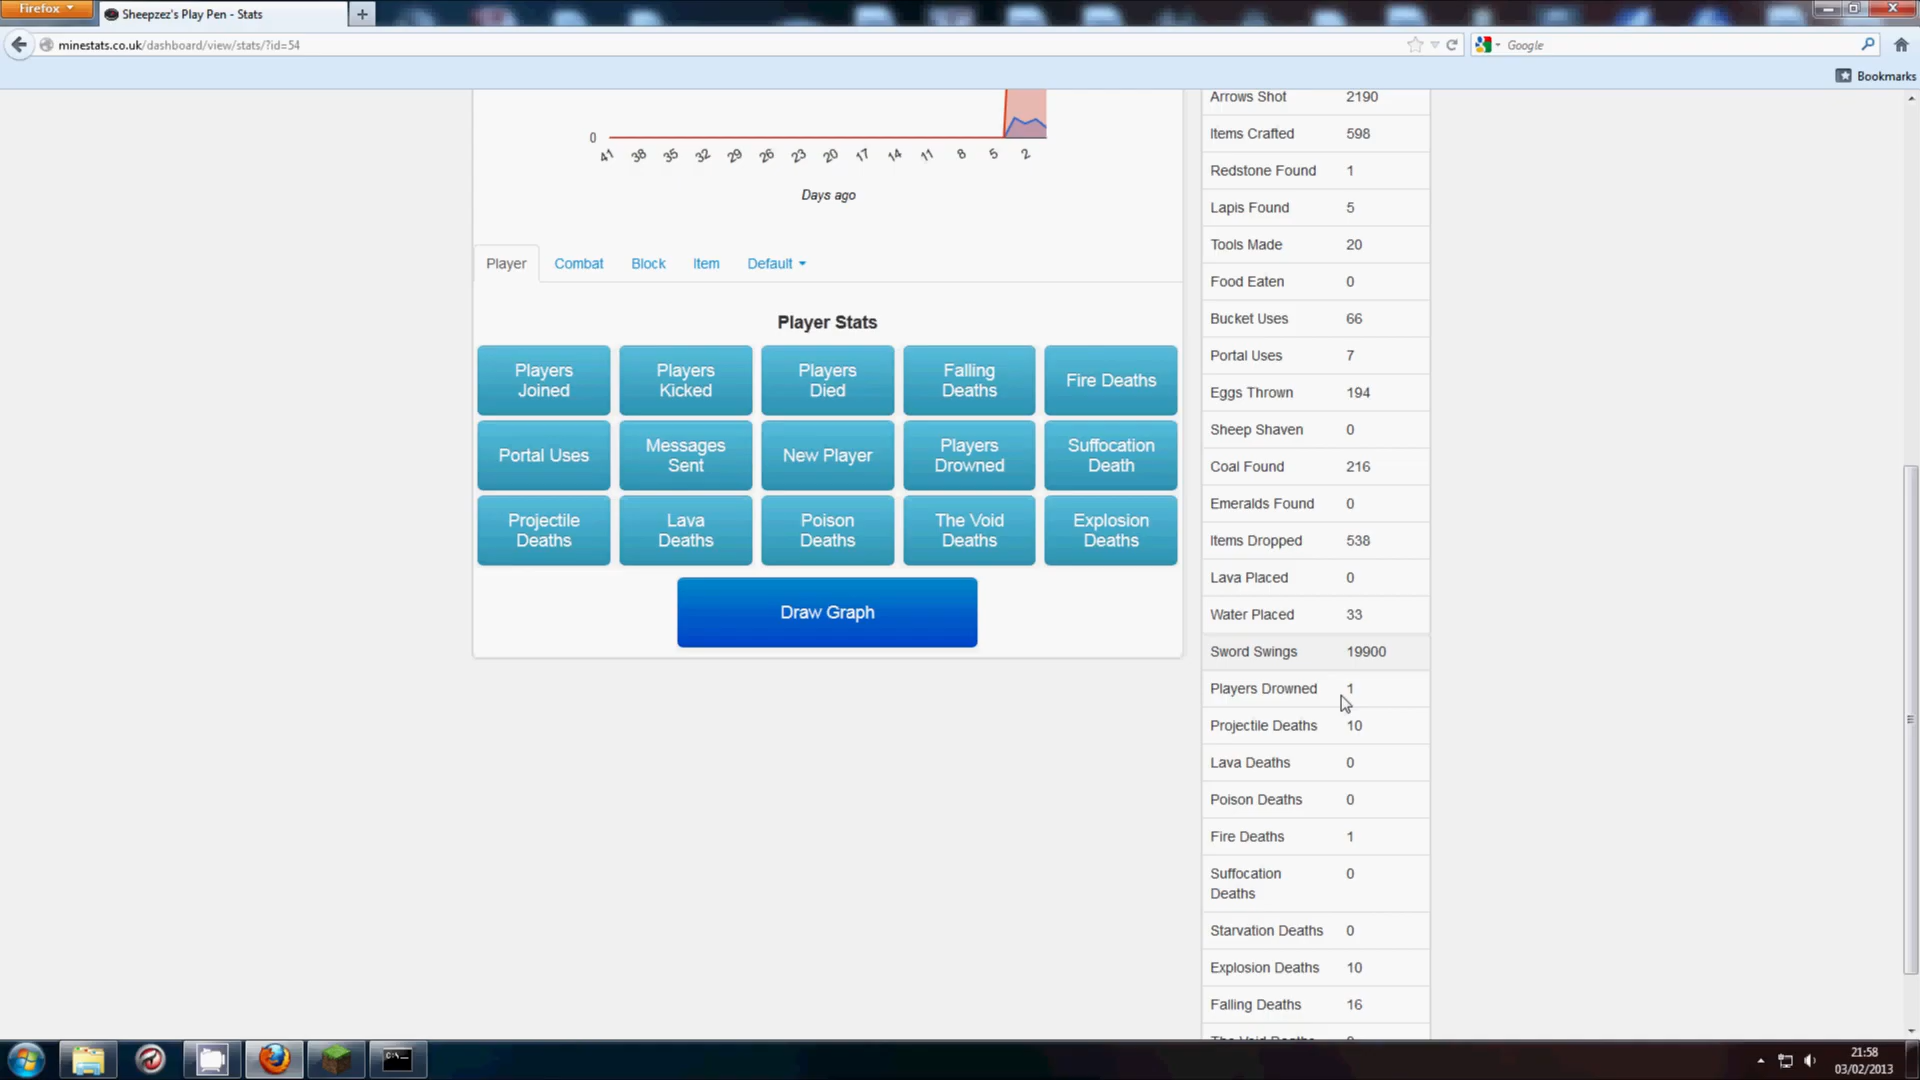 Firefox
Sheepzez's Play Pen - Stats
minestats.co.uk/dashboard/view/stats/?id=54
Google
Bookmarks
0
41 38 35 32 29 26 23 20 17 14 11 8 5 2
Days ago
Player Combat Block Item Default
Player Stats
Players Joined
Players Kicked
Players Died
Falling Deaths
Fire Deaths
Portal Uses
Messages Sent
New Player
Players Drowned
Suffocation Death
Projectile Deaths
Lava Deaths
Poison Deaths
The Void Deaths
Explosion Deaths
Draw Graph
Arrows Shot 2190
Items Crafted 598
Redstone Found 1
Lapis Found 5
Tools Made 20
Food Eaten 0
Bucket Uses 66
Portal Uses 7
Eggs Thrown 194
Sheep Shaven 0
Coal Found 216
Emeralds Found 0
Items Dropped 538
Lava Placed 0
Water Placed 33
Sword Swings 19900
Players Drowned 1
Projectile Deaths 10
Lava Deaths 0
Poison Deaths 0
Fire Deaths 1
Suffocation Deaths 0
Starvation Deaths 0
Explosion Deaths 10
Falling Deaths 16
The Void Deaths
C:\.
21:58
03/02/2013